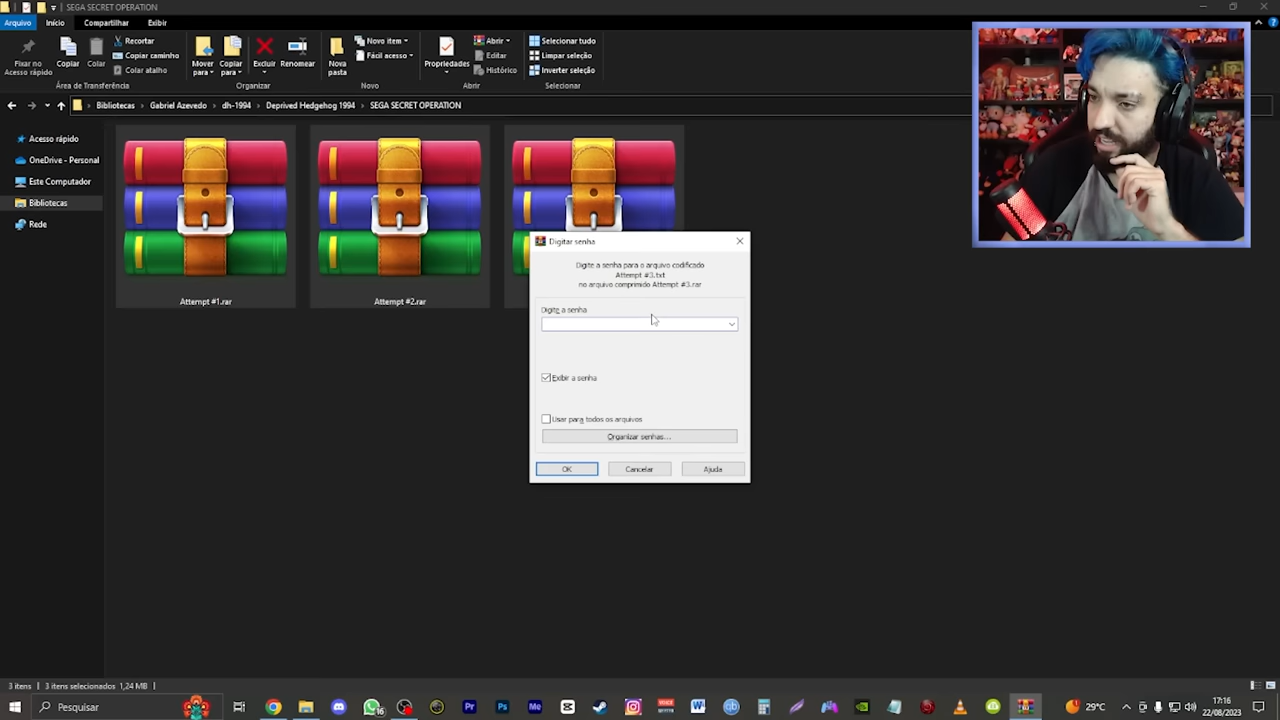 SEGA SECRET OPERATION
Arquivo
Início
Compartilhar
Exibir
Fixar no
Acesso rápido
Copiar
Colar
Recortar
Copiar caminho
Colar atalho
Área de Transferência
Mover
para
Copiar
para
Excluir
Renomear
Organizar
Nova
pasta
Novo item
Fácil acesso
Novo
Propriedades
Abrir
Editar
Histórico
Abrir
Selecionar tudo
Limpar seleção
Inverter seleção
Selecionar
Bibliotecas > Gabriel Azevedo > dh-1994 > Deprived Hedgehog 1994 > SEGA SECRET OPERATION
Acesso rápido
OneDrive - Personal
Este Computador
Bibliotecas
Rede
Attempt #1.rar
Attempt #2.rar
Digitar senha
Digite a senha para o arquivo codificado
Attempt #3.txt
no arquivo comprimido Attempt #3.rar
Digite a senha
Exibir a senha
Usar para todos os arquivos
Organizar senhas...
OK
Cancelar
Ajuda
3 itens
3 itens selecionados 1,24 MB
Pesquisar
16
Pr
Ps
Me
W
29°C
17:16
22/08/2023